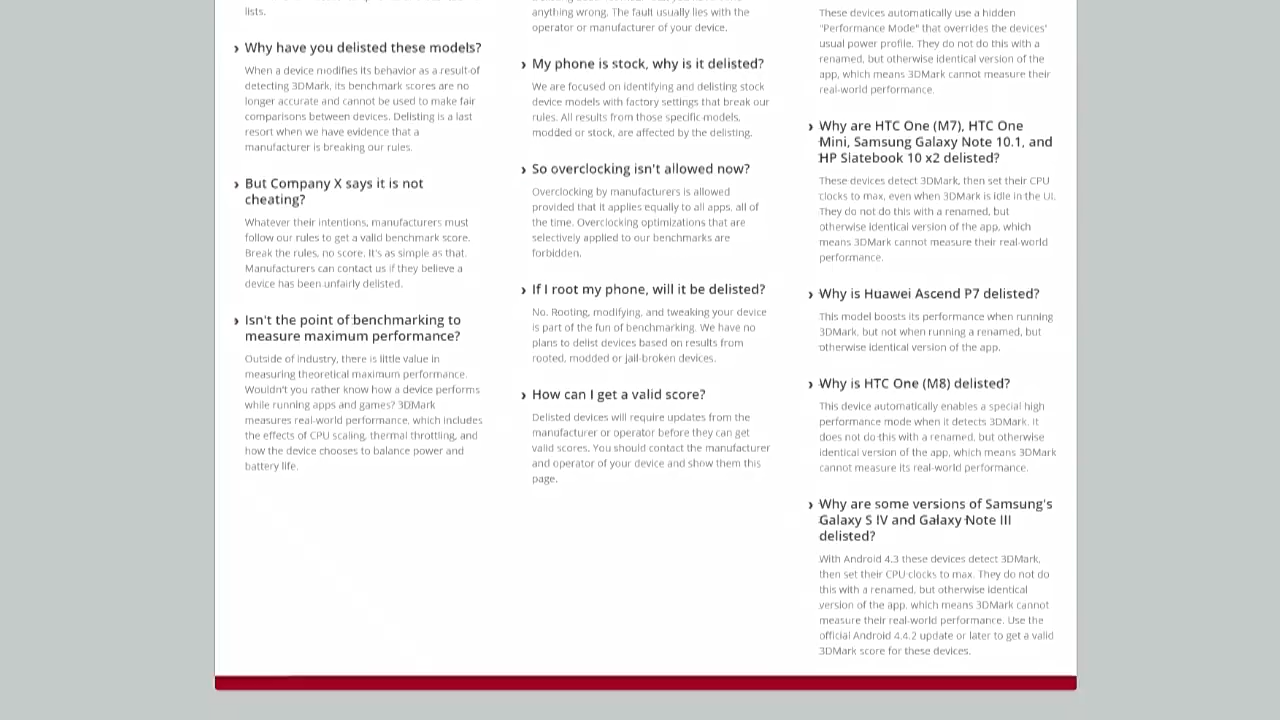 lists.
› Why have you delisted these models?
When a device modifies its behavior as a result of
detecting 3DMark, its benchmark scores are no
longer accurate and cannot be used to make fair
comparisons between devices. Delisting is a last
resort when we have evidence that a
manufacturer is breaking our rules.
› But Company X says it is not
cheating?
Whatever their intentions, manufacturers must
follow our rules to get a valid benchmark score.
Break the rules, no score. It's as simple as that.
Manufacturers can contact us if they believe a
device has been unfairly delisted.
› Isn't the point of benchmarking to
measure maximum performance?
Outside of industry, there is little value in
measuring theoretical maximum performance.
Wouldn't you rather know how a device performs
while running apps and games? 3DMark
measures real-world performance, which includes
the effects of CPU scaling, thermal throttling, and
how the device chooses to balance power and
battery life.
anything wrong. The fault usually lies with the
operator or manufacturer of your device.
› My phone is stock, why is it delisted?
We are focused on identifying and delisting stock
device models with factory settings that break our
rules. All results from those specific models,
modded or stock, are affected by the delisting.
› So overclocking isn't allowed now?
Overclocking by manufacturers is allowed
provided that it applies equally to all apps, all of
the time. Overclocking optimizations that are
selectively applied to our benchmarks are
forbidden.
› If I root my phone, will it be delisted?
No. Rooting, modifying, and tweaking your device
is part of the fun of benchmarking. We have no
plans to delist devices based on results from
rooted, modded or jail-broken devices.
› How can I get a valid score?
Delisted devices will require updates from the
manufacturer or operator before they can get
valid scores. You should contact the manufacturer
and operator of your device and show them this
page.
These devices automatically use a hidden
"Performance Mode" that overrides the devices'
usual power profile. They do not do this with a
renamed, but otherwise identical version of the
app, which means 3DMark cannot measure their
real-world performance.
› Why are HTC One (M7), HTC One
Mini, Samsung Galaxy Note 10.1, and
HP Slatebook 10 x2 delisted?
These devices detect 3DMark, then set their CPU
clocks to max, even when 3DMark is idle in the UI.
They do not do this with a renamed, but
otherwise identical version of the app, which
means 3DMark cannot measure their real-world
performance.
› Why is Huawei Ascend P7 delisted?
This model boosts its performance when running
3DMark, but not when running a renamed, but
otherwise identical version of the app.
› Why is HTC One (M8) delisted?
This device automatically enables a special high
performance mode when it detects 3DMark. It
does not do this with a renamed, but otherwise
identical version of the app, which means 3DMark
cannot measure its real-world performance.
› Why are some versions of Samsung's
Galaxy S IV and Galaxy Note III
delisted?
With Android 4.3 these devices detect 3DMark,
then set their CPU clocks to max. They do not do
this with a renamed, but otherwise identical
version of the app, which means 3DMark cannot
measure their real-world performance. Use the
official Android 4.4.2 update or later to get a valid
3DMark score for these devices.